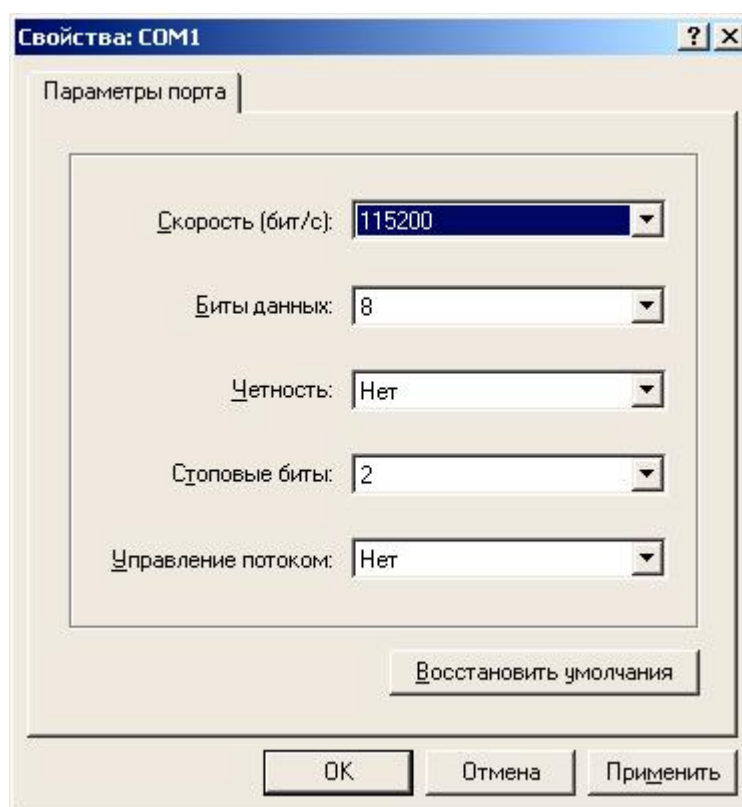 Свойства: COM1
Параметры порта
Скорость (бит/с): 115200
Биты данных: 8
Четность: Нет
Стоповые биты: 2
Управление потоком: Нет
Восстановить умолчания
OK Отмена Применить